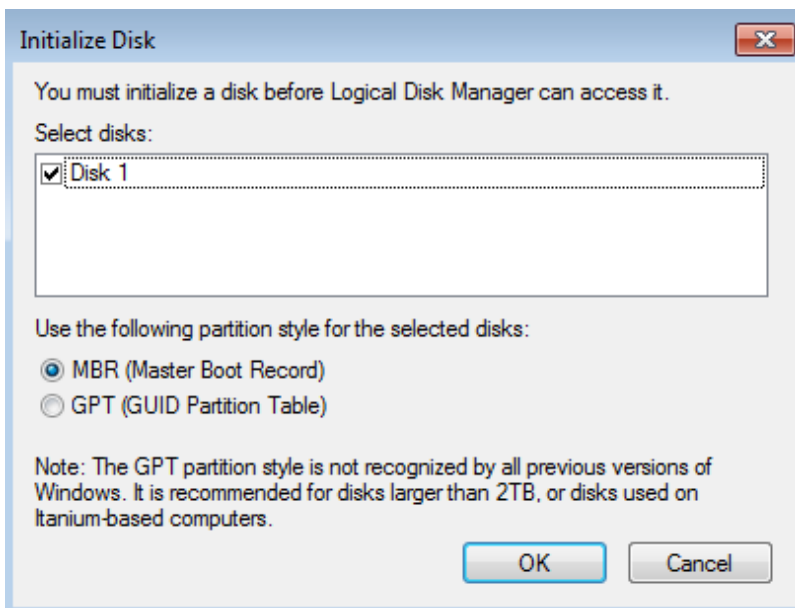 Initialize Disk
You must initialize a disk before Logical Disk Manager can access it.
Select disks:
Disk 1
Use the following partition style for the selected disks:
MBR (Master Boot Record)
GPT (GUID Partition Table)
Note: The GPT partition style is not recognized by all previous versions of
Windows. It is recommended for disks larger than 2TB, or disks used on
Itanium-based computers.
OK Cancel